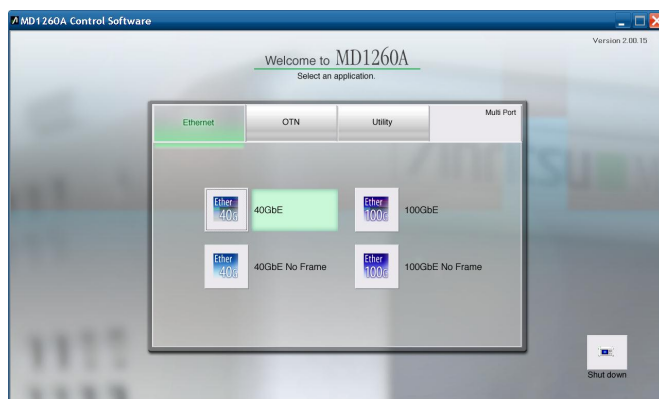 MD1260A Control Software
Version 2.00.15
Welcome to MD1260A
Select an application.
Ethernet
OTN
Utility
Multi Port
Ether
40G
40GbE
Ether
100G
100GbE
Ether
40G
40GbE No Frame
Ether
100G
100GbE No Frame
Shut down